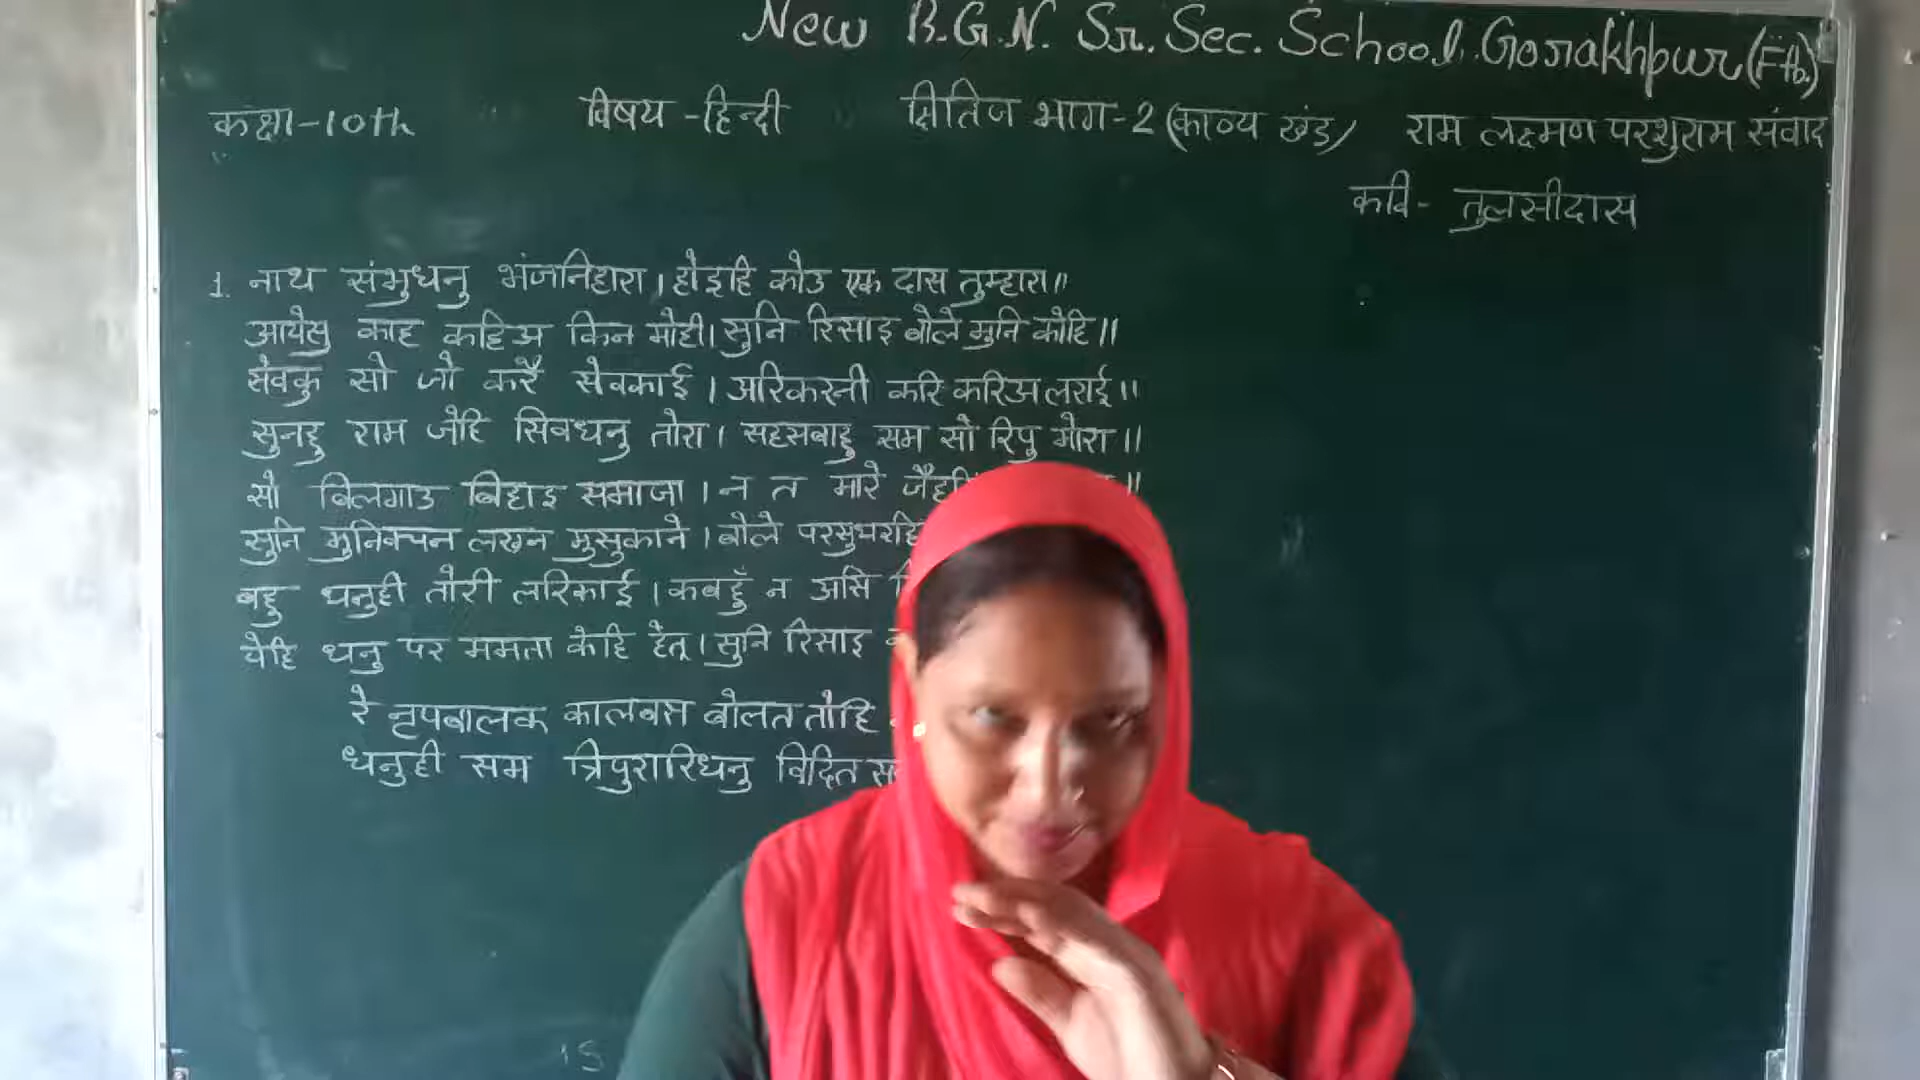 New B.G.N. Sr. Sec. School, Gorakhpur (Ftb.)
कक्षा-10th विषय -हिन्दी क्षितिज भाग-2 (काव्य खंड) राम लक्ष्मण परशुराम संवाद
कवि- तुलसीदास
1. नाथ संभुधनु भंजनिहारा। होइहि कोउ एक दास तुम्हारा॥
आयेसु काह कहिअ किन मोही। सुनि रिसाइ बोले मुनि कोहि॥
सेवकु सो जो करै सेवकाई। अरिकरनी करि करिअ लराई॥
सुनहु राम जेहि सिवधनु तोरा। सहसबाहु सम सो रिपु मोरा॥
सो बिलगाउ बिहाइ समाजा। न त मारे जैहहिं ॥
सुनि मुनिबचन लखन मुसुकाने। बोले परसुधरहि
बहु धनुही तोरी लरिकाई। कबहुँ न असि
येहि धनु पर ममता केहि हेतू। सुनि रिसाइ
रे नृपबालक कालबस बोलत तोहि
धनुही सम त्रिपुरारिधनु बिदित
15